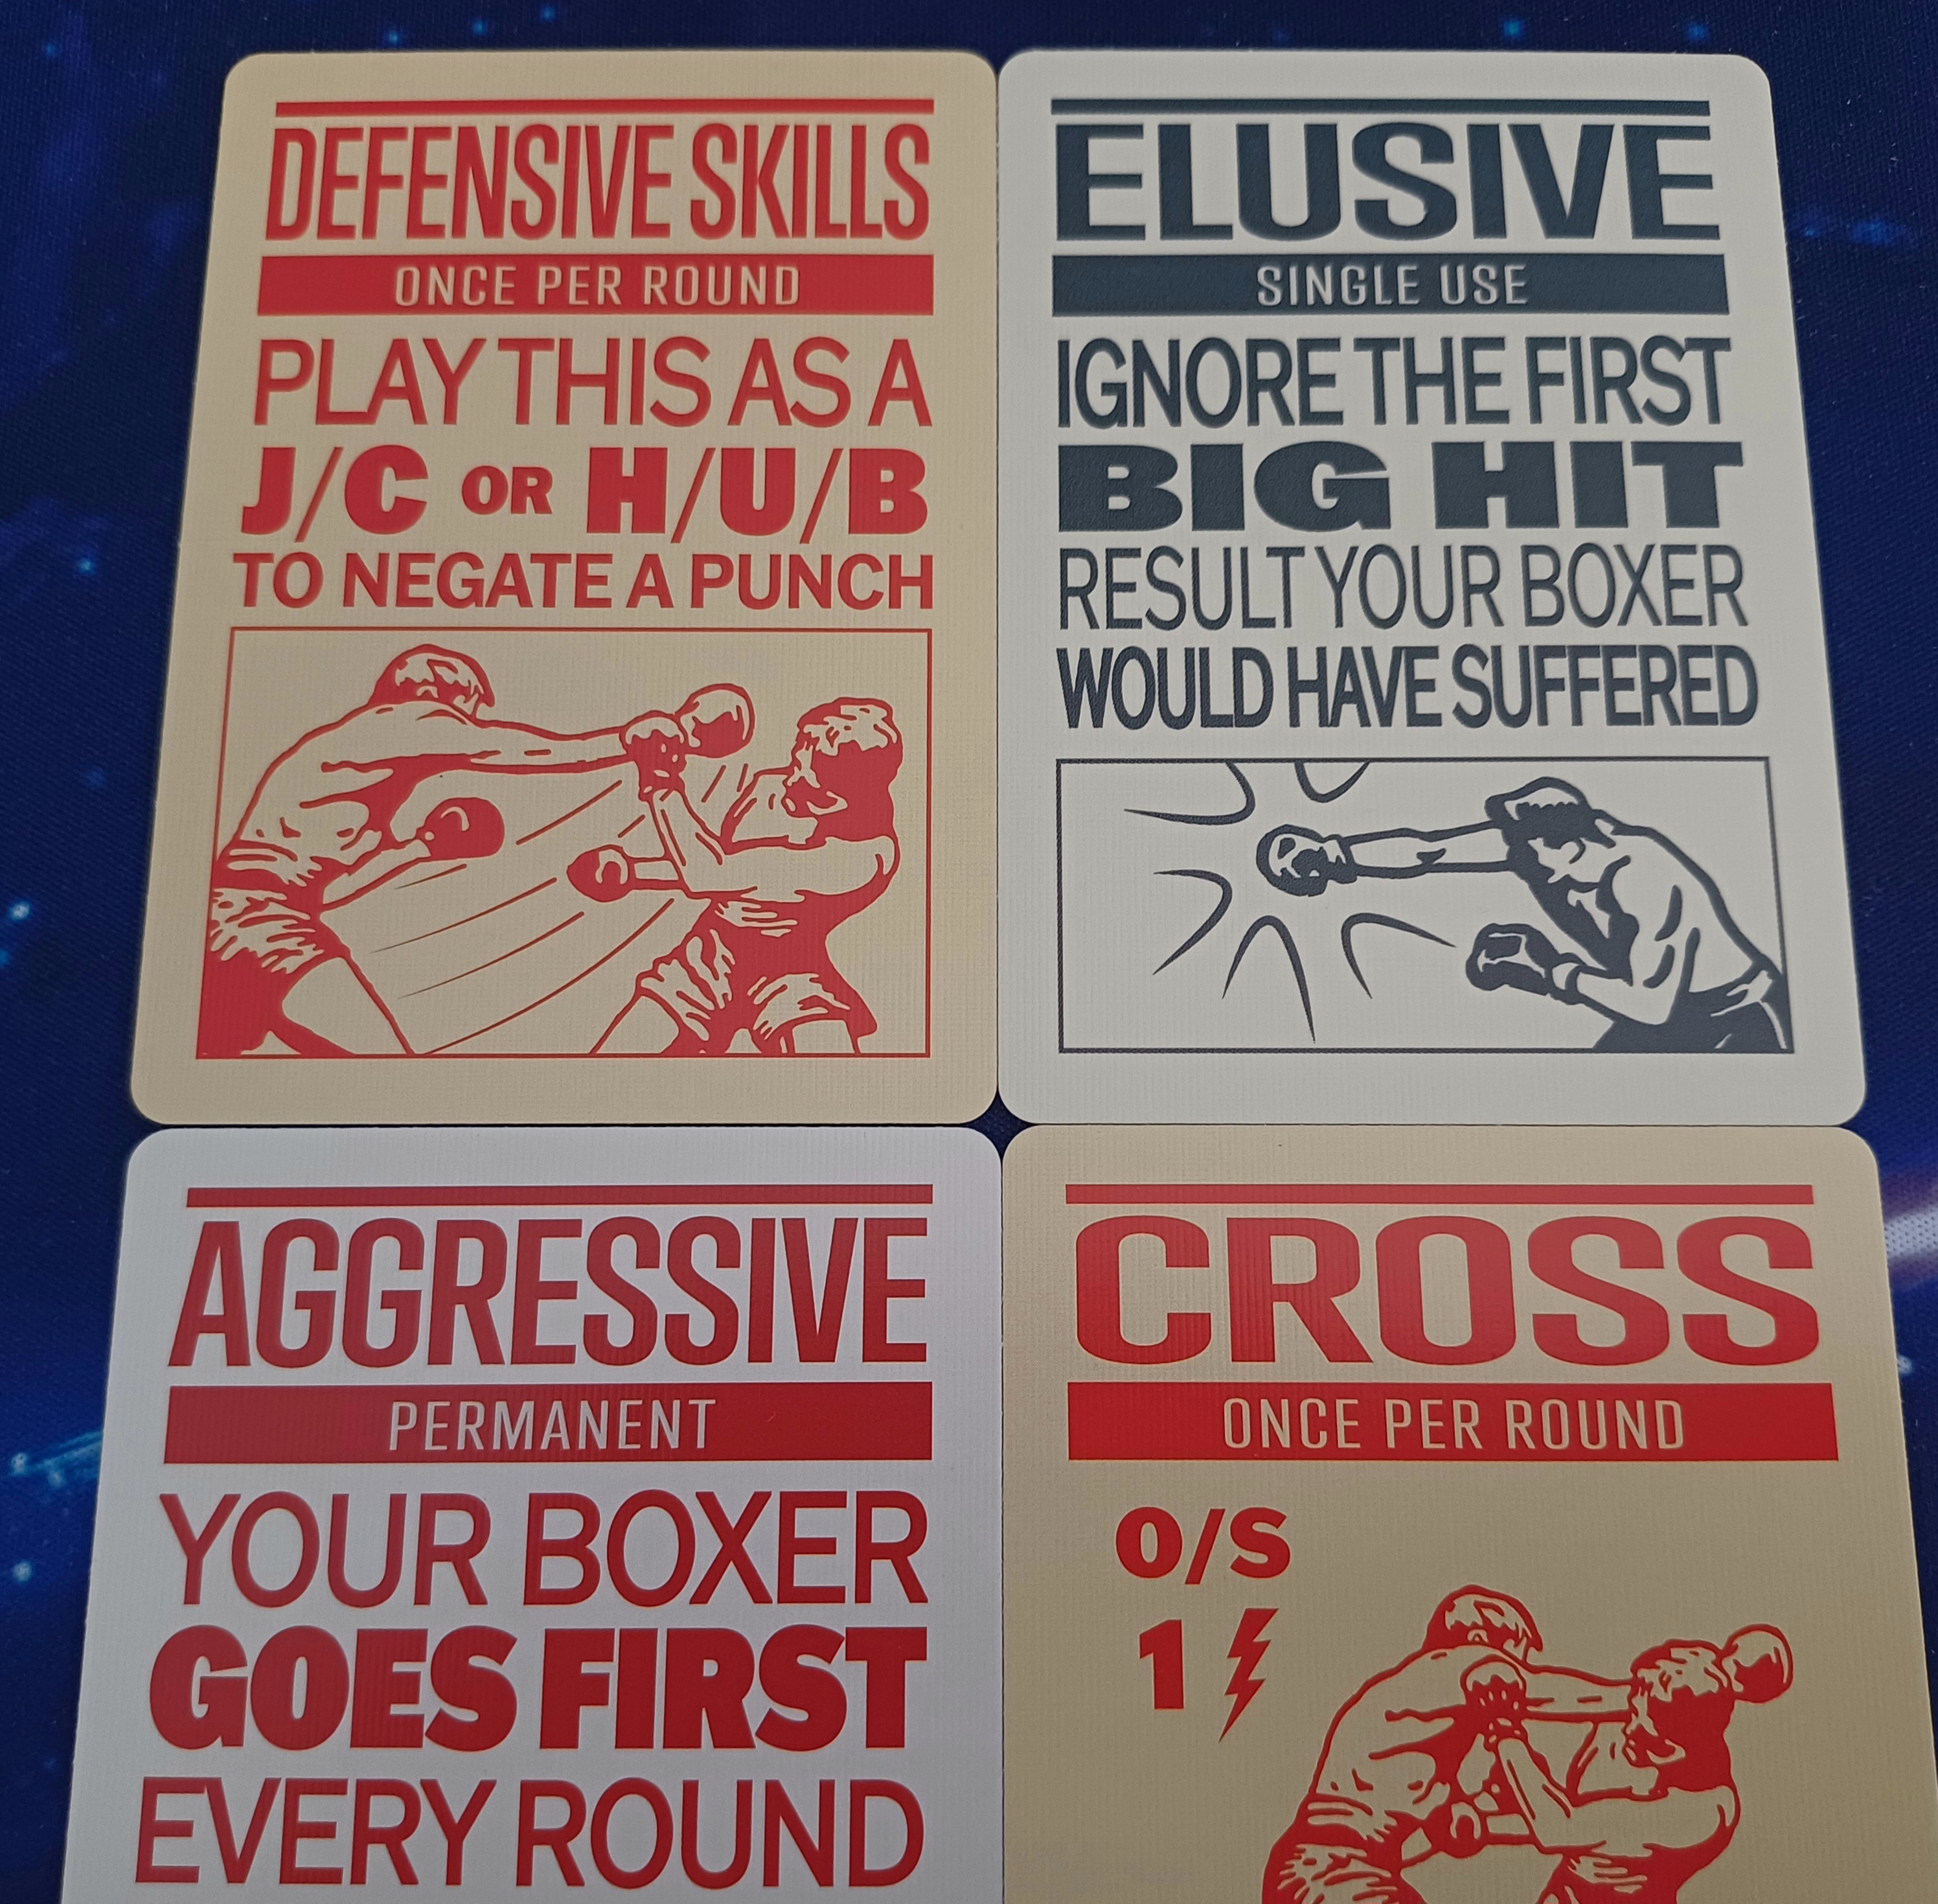 DEFENSIVE SKILLS
ONCE PER ROUND
PLAY THIS AS A
J/C OR H/U/B
TO NEGATE A PUNCH
ELUSIVE
SINGLE USE
IGNORE THE FIRST
BIG HIT
RESULT YOUR BOXER
WOULD HAVE SUFFERED
AGGRESSIVE
PERMANENT
YOUR BOXER
GOES FIRST
EVERY ROUND
CROSS
ONCE PER ROUND
O/S
1